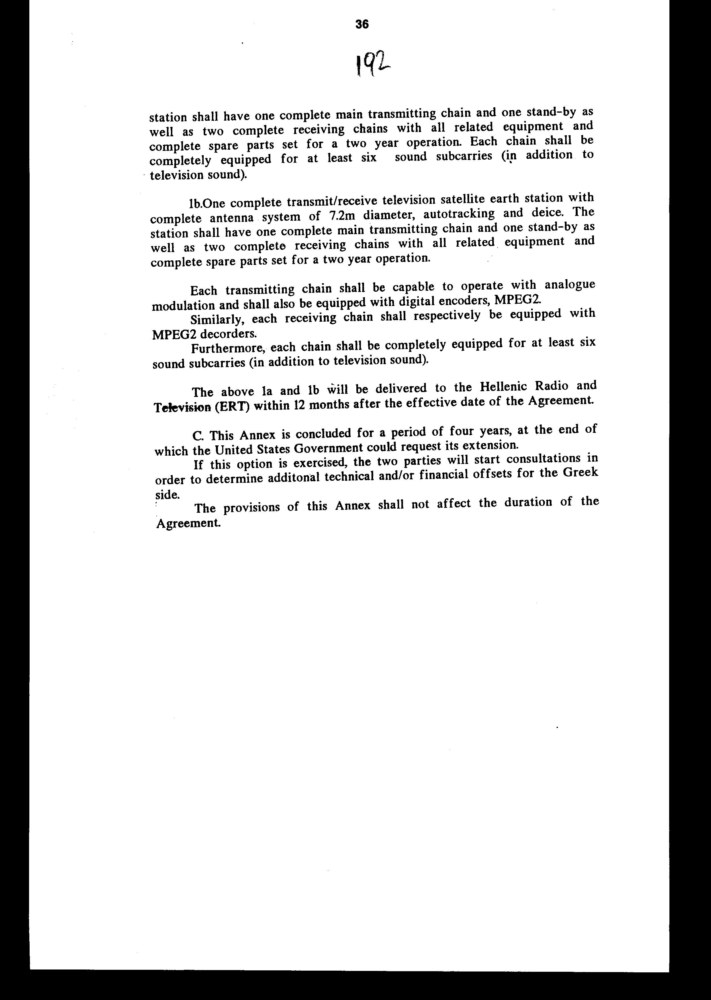 36
192
station shall have one complete main transmitting chain and one stand-by as
well as two complete receiving chains with all related equipment and
complete spare parts set for a two year operation. Each chain shall be
completely equipped for at least six sound subcarries (in addition to
television sound).
1b.One complete transmit/receive television satellite earth station with
complete antenna system of 7.2m diameter, autotracking and deice. The
station shall have one complete main transmitting chain and one stand-by as
well as two complete receiving chains with all related equipment and
complete spare parts set for a two year operation.
Each transmitting chain shall be capable to operate with analogue
modulation and shall also be equipped with digital encoders, MPEG2.
Similarly, each receiving chain shall respectively be equipped with
MPEG2 decorders.
Furthermore, each chain shall be completely equipped for at least six
sound subcarries (in addition to television sound).
The above 1a and 1b will be delivered to the Hellenic Radio and
Television (ERT) within 12 months after the effective date of the Agreement.
C. This Annex is concluded for a period of four years, at the end of
which the United States Government could request its extension.
If this option is exercised, the two parties will start consultations in
order to determine additonal technical and/or financial offsets for the Greek
side.
The provisions of this Annex shall not affect the duration of the
Agreement.